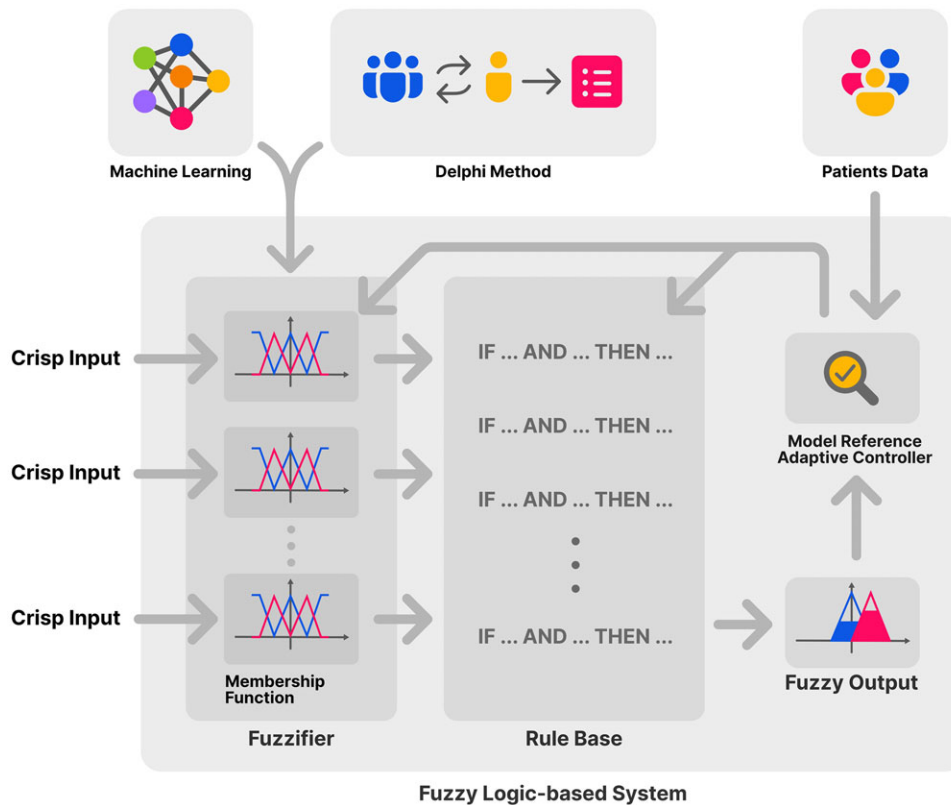 Machine Learning
Delphi Method
Patients Data
Crisp Input
IF ... AND ... THEN ...
IF ... AND ... THEN ...
Model Reference
Adaptive Controller
Crisp Input
IF ... AND ... THEN ...
Crisp Input
IF ... AND ... THEN ...
Membership
Function
Fuzzy Output
Fuzzifier
Rule Base
Fuzzy Logic-based System